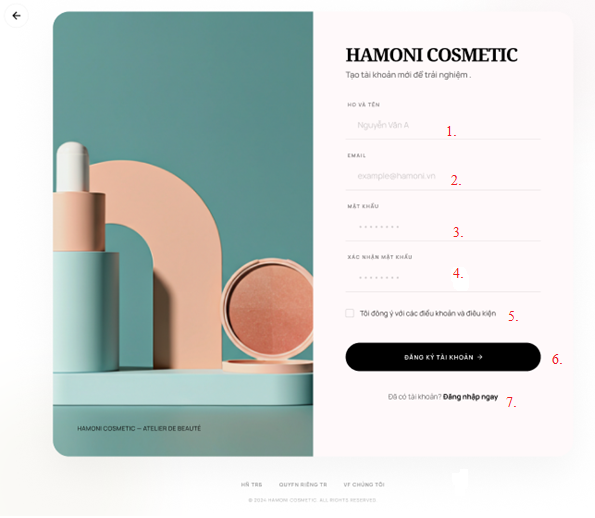 HAMONI COSMETIC
Tạo tài khoản mới để trải nghiệm .
HỌ VÀ TÊN
Nguyễn Văn A
1.
EMAIL
example@hamoni.vn
2.
MẬT KHẨU
3.
XÁC NHẬN MẬT KHẨU
4.
Tôi đồng ý với các điều khoản và điều kiện
5.
ĐĂNG KÝ TÀI KHOẢN →
6.
Đã có tài khoản? Đăng nhập ngay
7.
HAMONI COSMETIC — ATELIER DE BEAUTÉ
HỖ TRỢ QUYỀN RIÊNG TƯ VỀ CHÚNG TÔI
HAMONI COSMETIC. ALL RIGHTS RESERVED